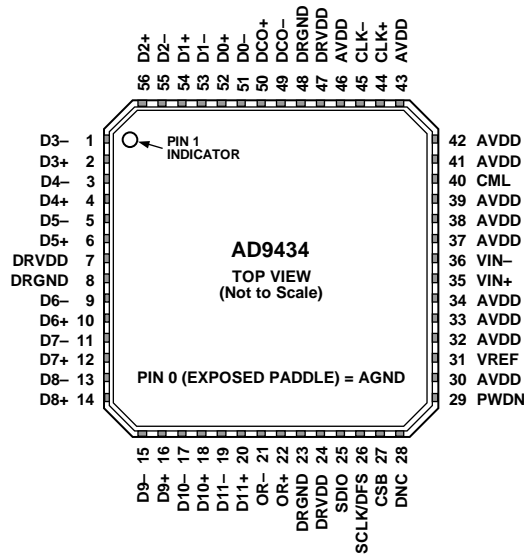 56 D2+
55 D2–
54 D1+
53 D1–
52 D0+
51 D0–
50 DCO+
49 DCO–
48 DRGND
47 DRVDD
46 AVDD
45 CLK–
44 CLK+
43 AVDD
D3– 1
D3+ 2
D4– 3
D4+ 4
D5– 5
D5+ 6
DRVDD 7
DRGND 8
D6– 9
D6+ 10
D7– 11
D7+ 12
D8– 13
D8+ 14
PIN 1
INDICATOR
AD9434
TOP VIEW
(Not to Scale)
PIN 0 (EXPOSED PADDLE) = AGND
42 AVDD
41 AVDD
40 CML
39 AVDD
38 AVDD
37 AVDD
36 VIN–
35 VIN+
34 AVDD
33 AVDD
32 AVDD
31 VREF
30 AVDD
29 PWDN
D9– 15
D9+ 16
D10– 17
D10+ 18
D11– 19
D11+ 20
OR– 21
OR+ 22
DRGND 23
DRVDD 24
SDIO 25
SCLK/DFS 26
CSB 27
DNC 28